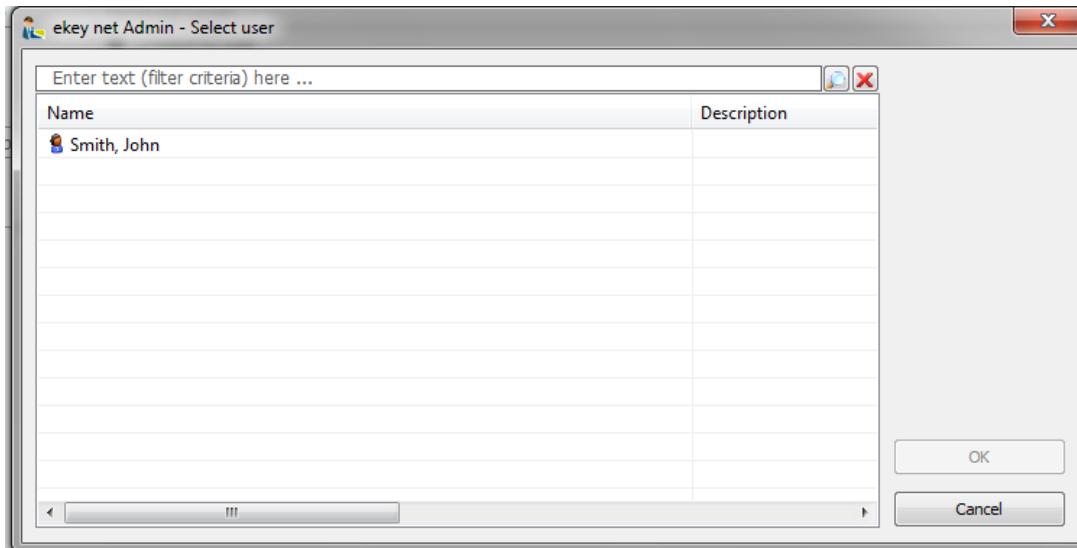 ekey net Admin - Select user
Enter text (filter criteria) here ...
Name Description
Smith, John
OK
Cancel